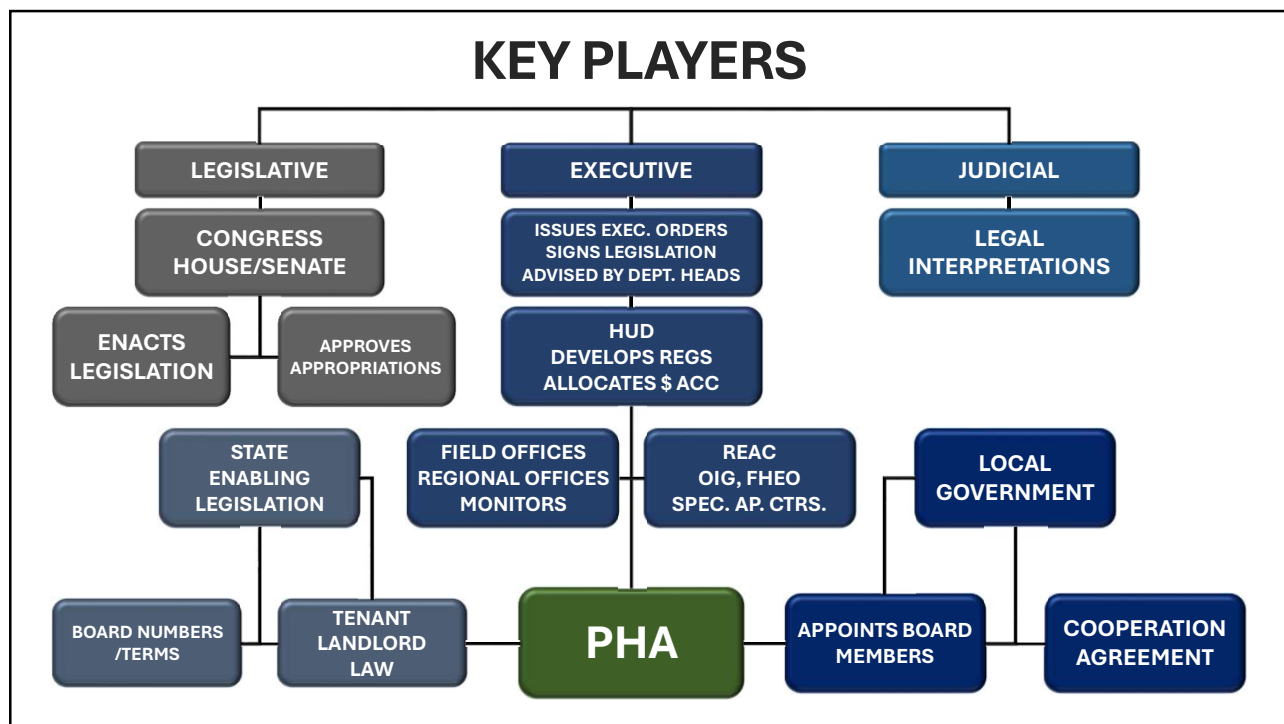 KEY PLAYERS
LEGISLATIVE
EXECUTIVE
JUDICIAL
CONGRESS
HOUSE/SENATE
ISSUES EXEC. ORDERS
SIGNS LEGISLATION
ADVISED BY DEPT. HEADS
LEGAL
INTERPRETATIONS
ENACTS
LEGISLATION
APPROVES
APPROPRIATIONS
HUD
DEVELOPS REGS
ALLOCATES $ ACC
STATE
ENABLING
LEGISLATION
FIELD OFFICES
REGIONAL OFFICES
MONITORS
REAC
OIG, FHEO
SPEC. AP. CTRS.
LOCAL
GOVERNMENT
BOARD NUMBERS
/TERMS
TENANT
LANDLORD
LAW
PHA
APPOINTS BOARD
MEMBERS
COOPERATION
AGREEMENT